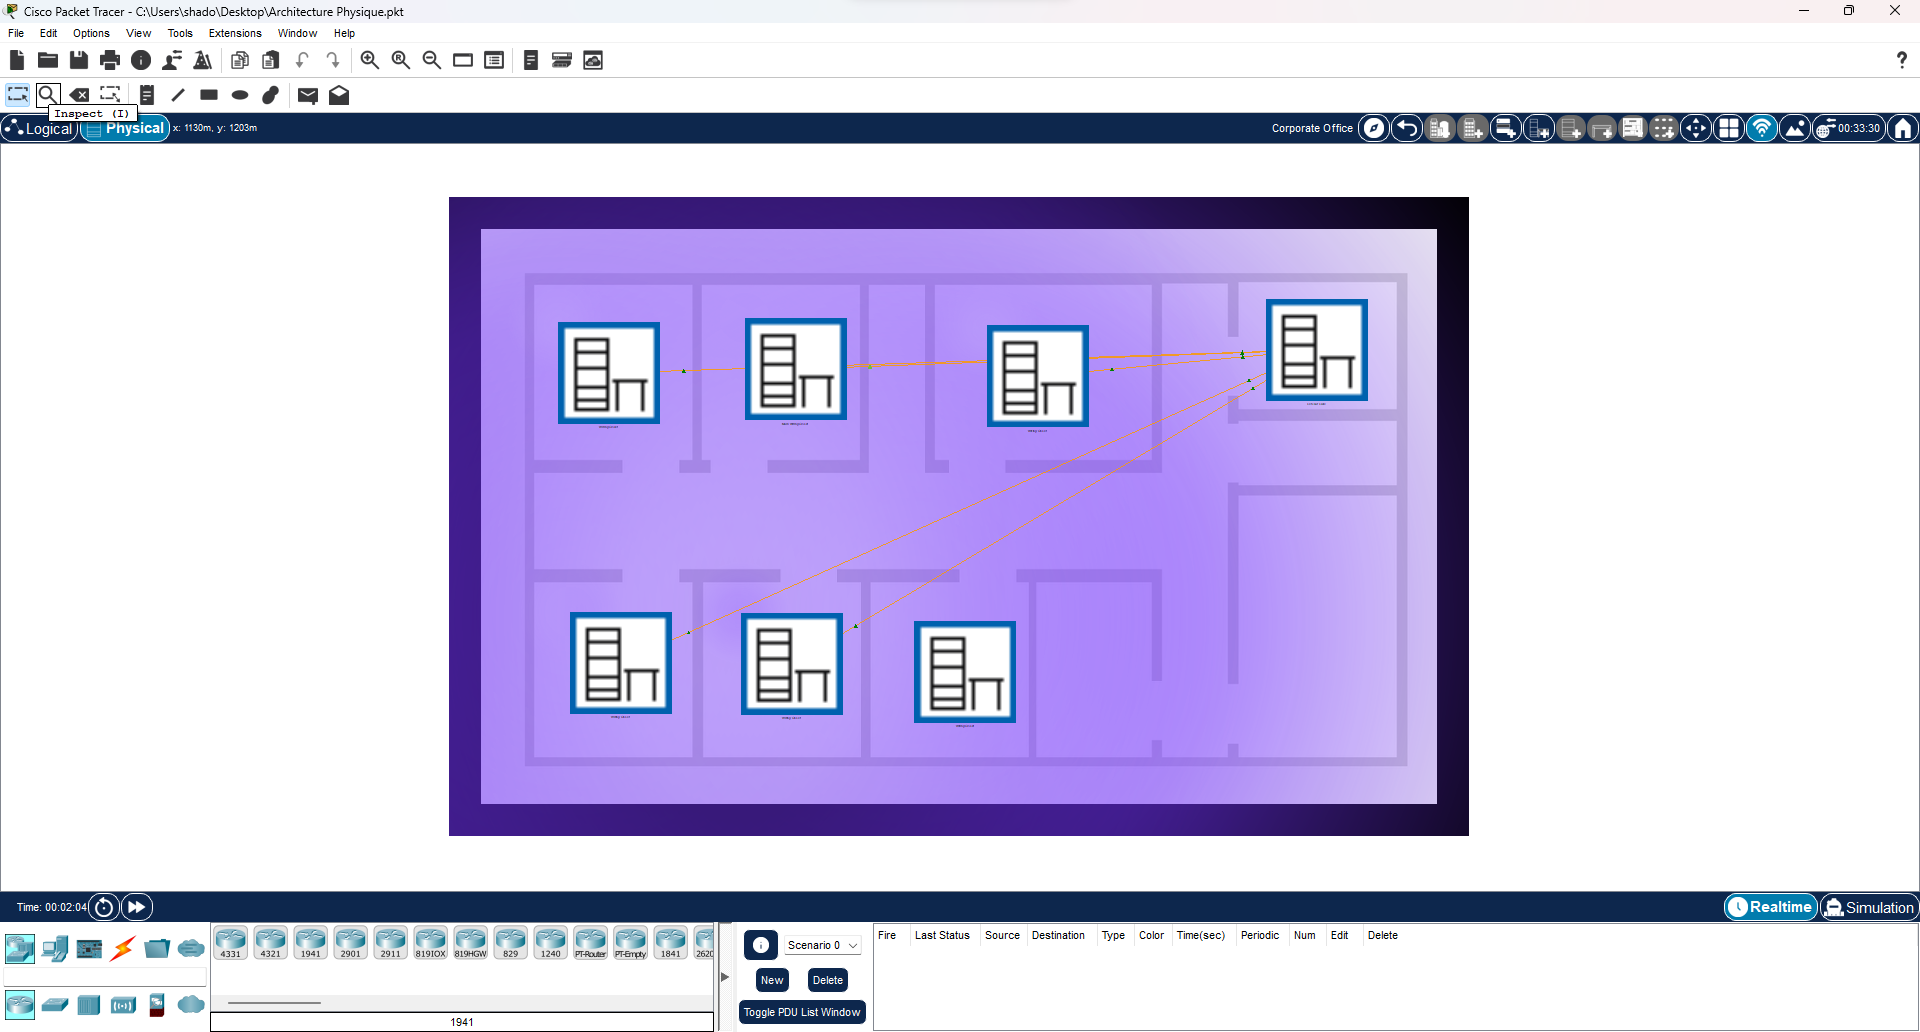 Cisco Packet Tracer - C:\Users\shado\Desktop\Architecture Physique.pkt
File Edit Options View Tools Extensions Window Help
Inspect (I)
Logical Physical x: 1130m, y: 1203m Corporate Office 00:33:30
Time: 00:02:04 Realtime Simulation
4331 4321 1941 2901 2911 819IOX 819HGW 829 1240 PT-Router PT-Empty 1841 2620
1941
Scenario 0
New Delete
Toggle PDU List Window
Fire Last Status Source Destination Type Color Time(sec) Periodic Num Edit Delete